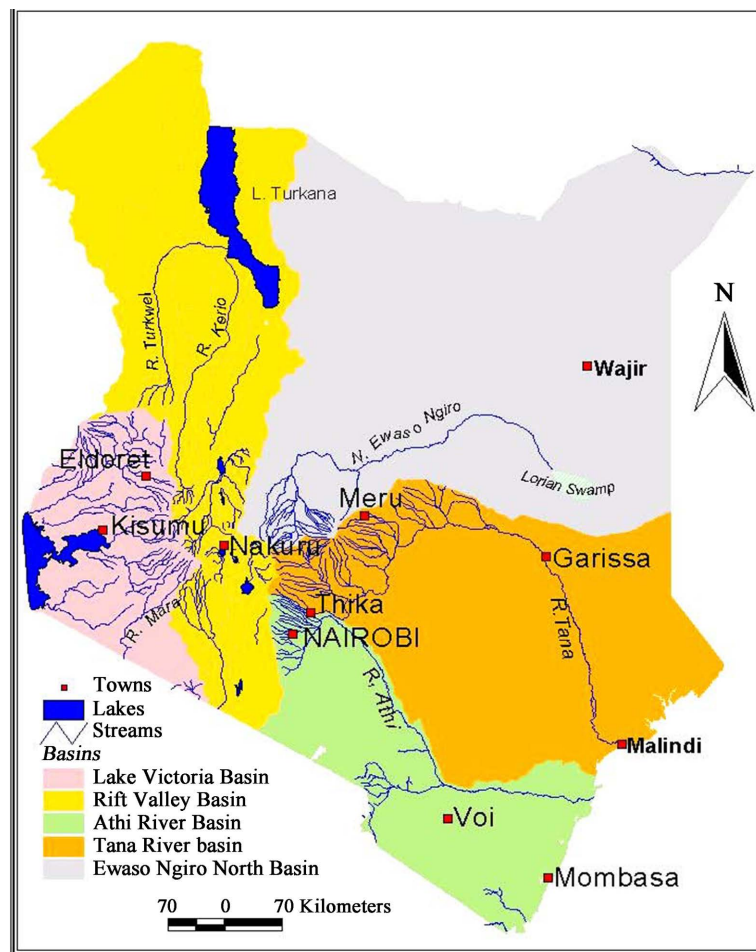 L. Turkana
N
R. Turkwel
R. Kerio
Wajir
N. Ewaso Ngiro
Eldoret
Lorian Swamp
Meru
Kisumu
Nakuru
Garissa
Thika
R. Mara
R.Tana
NAIROBI
R, Athi
Malindi
Voi
Mombasa
Towns
Lakes
Streams
Basins
Lake Victoria Basin
Rift Valley Basin
Athi River Basin
Tana River basin
Ewaso Ngiro North Basin
70 0 70 Kilometers